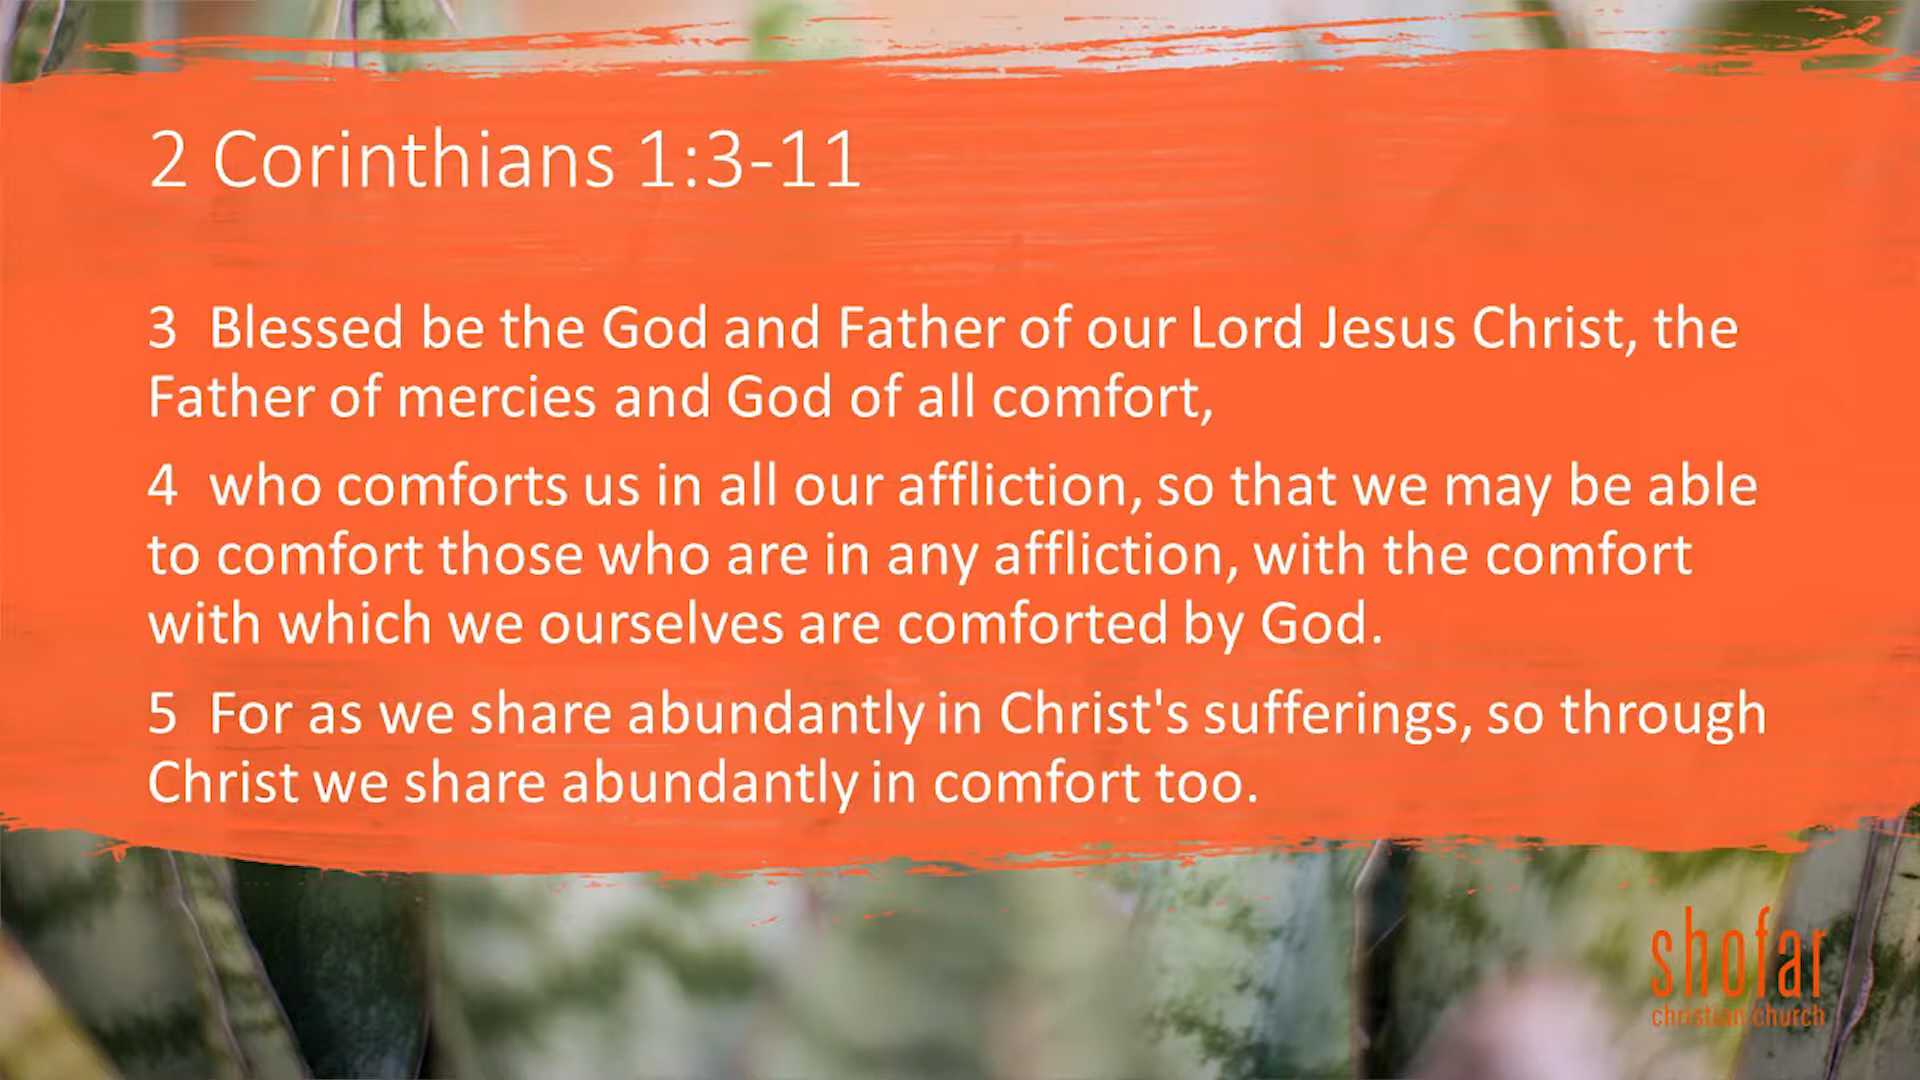 2 Corinthians 1:3-11
3 Blessed be the God and Father of our Lord Jesus Christ, the
Father of mercies and God of all comfort,
4 who comforts us in all our affliction, so that we may be able
to comfort those who are in any affliction, with the comfort
with which we ourselves are comforted by God.
5 For as we share abundantly in Christ's sufferings, so through
Christ we share abundantly in comfort too.
shofar
christian church